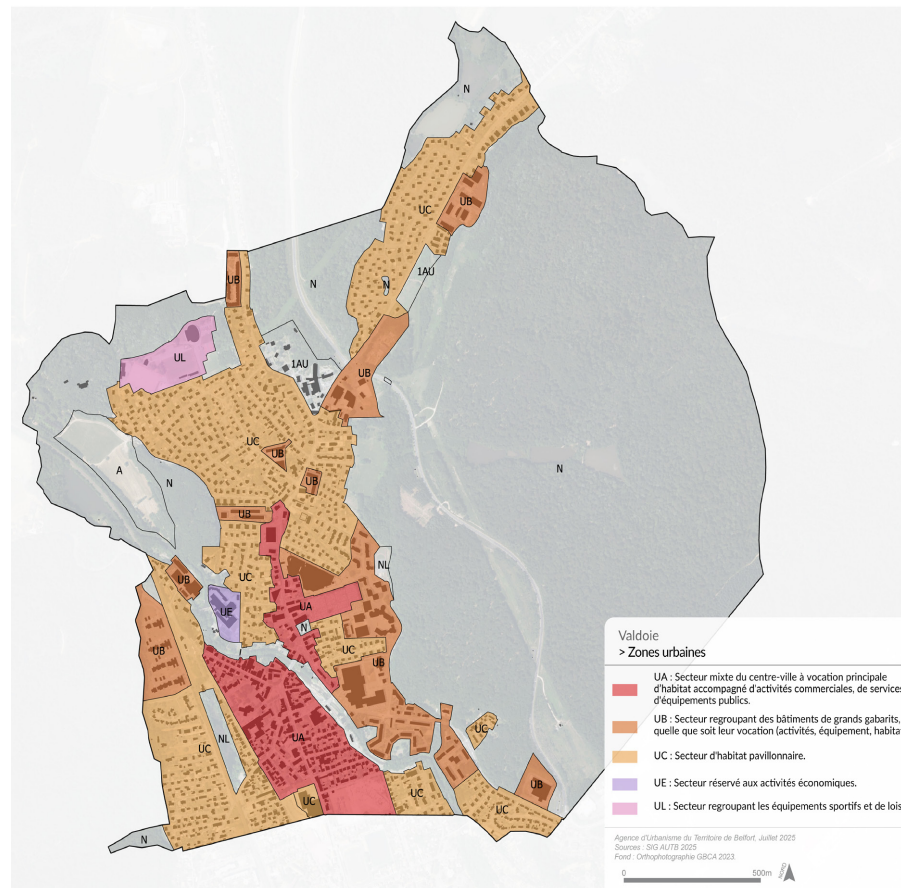 N
UC
UB
1AU
N
UB
N
UL
1AU
UB
UC
UB
N
A
N
UB
UB
NL
UB
UC
UE
UA
N
UC
UB
UB
UC
NL
UA
UC
UB
UC
UC
UC
N
Valdoie
> Zones urbaines
UA : Secteur mixte du centre-ville à vocation principale
d'habitat accompagné d'activités commerciales, de services
d'équipements publics.
UB : Secteur regroupant des bâtiments de grands gabarits,
quelle que soit leur vocation (activités, équipement, habita
UC : Secteur d'habitat pavillonnaire.
UE : Secteur réservé aux activités économiques.
UL : Secteur regroupant les équipements sportifs et de lois
Agence d'Urbanisme du Territoire de Belfort, Juillet 2025
Sources : SIG AUTB 2025
Fond : Orthophotographie GBCA 2023.
0 500m
NORD